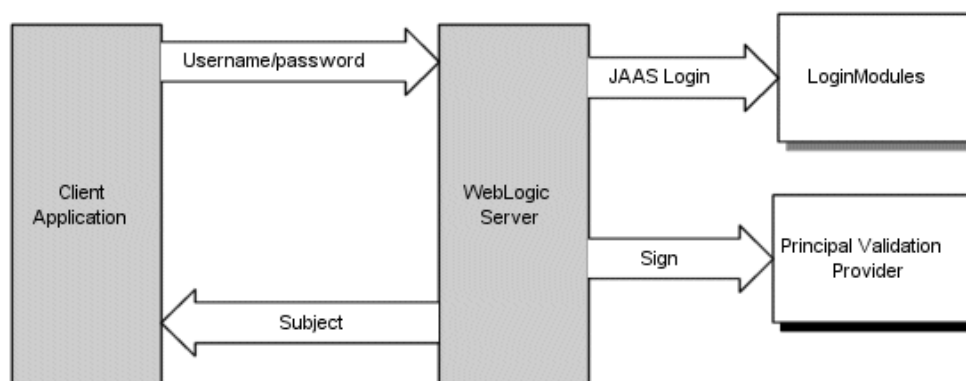 Username/password
JAAS Login
LoginModules
Client
Application
WebLogic
Server
Sign
Principal Validation
Provider
Subject